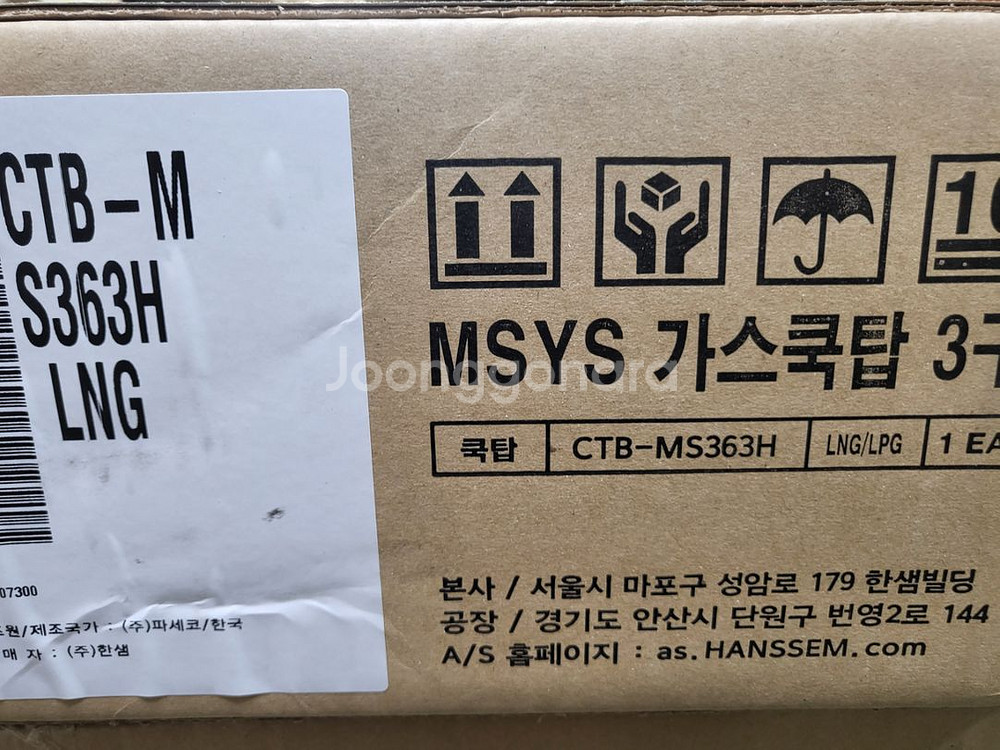 CTB-M
S363H
LNG
07300
원/제조국가 : (주)파세코/한국
매 자 : (주)한샘
MSYS 가스쿡탑 3구
쿡탑 CTB-MS363H LNG/LPG 1 EA
본사 / 서울시 마포구 성암로 179 한샘빌딩
공장 / 경기도 안산시 단원구 번영2로 144
A/S 홈페이지 : as.HANSSEM.com
Joonggonara